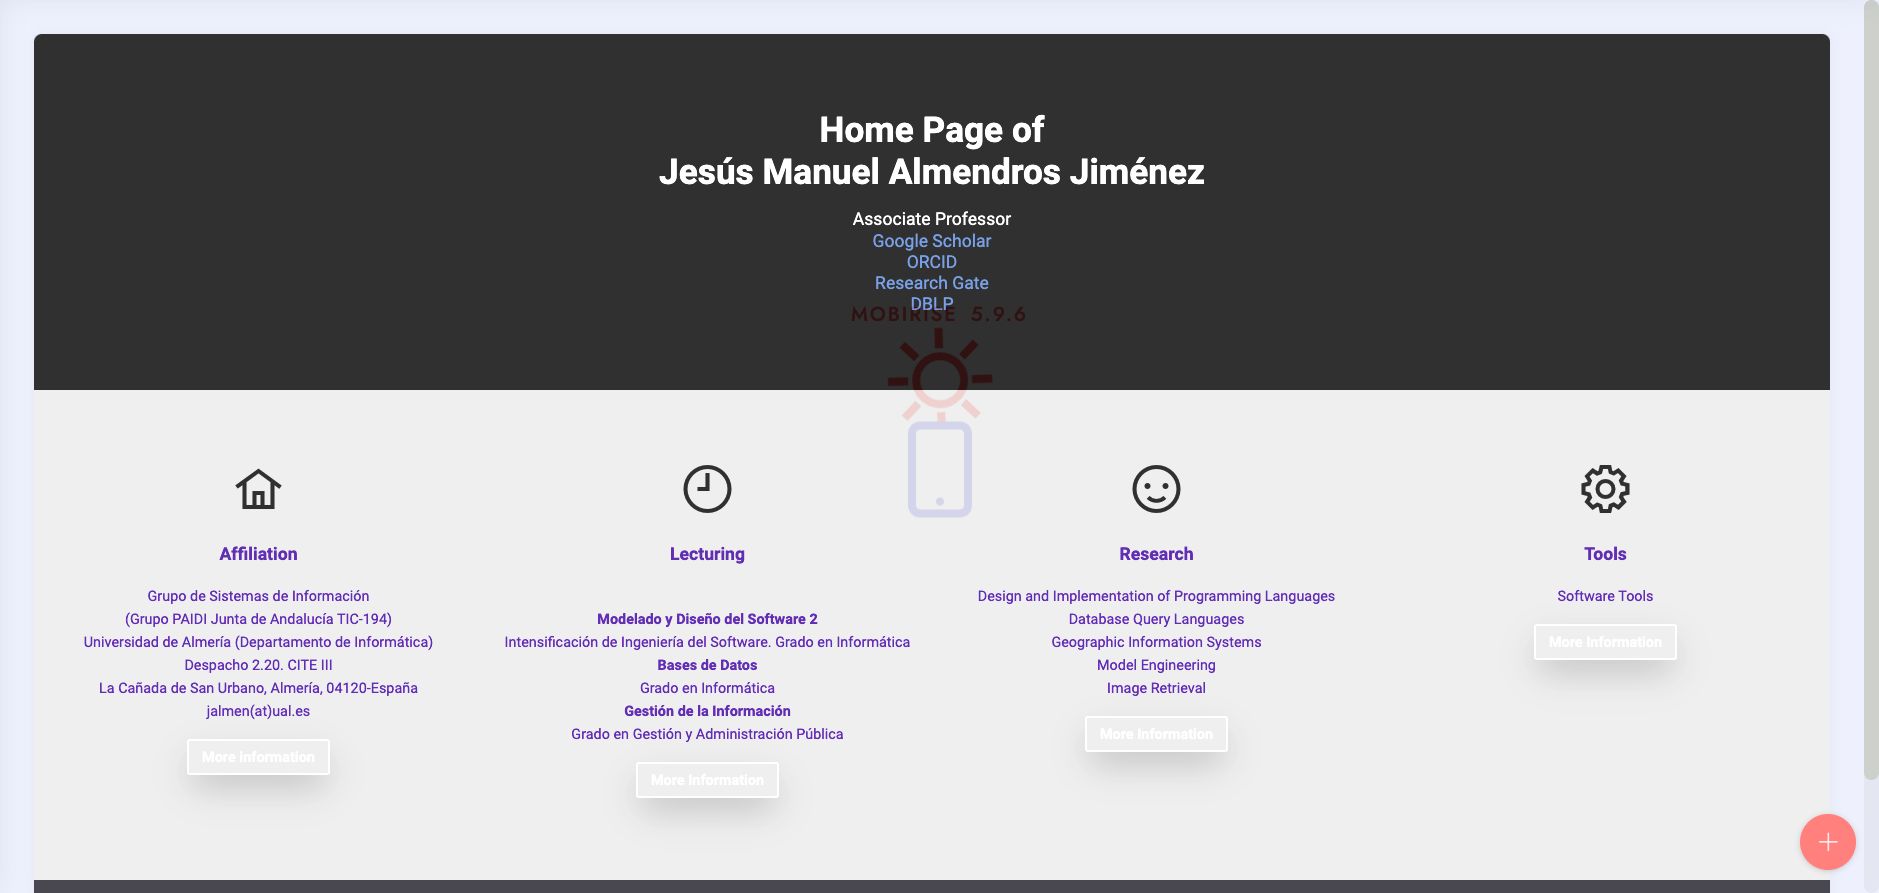 Home Page of
Jesús Manuel Almendros Jiménez
Associate Professor
Google Scholar
ORCID
Research Gate
DBLP
MOBIRISE 5.9.6
Affiliation
Grupo de Sistemas de Información
(Grupo PAIDI Junta de Andalucía TIC-194)
Universidad de Almería (Departamento de Informática)
Despacho 2.20. CITE III
La Cañada de San Urbano, Almería, 04120-España
jalmen(at)ual.es
More Information
Lecturing
Modelado y Diseño del Software 2
Intensificación de Ingeniería del Software. Grado en Informática
Bases de Datos
Grado en Informática
Gestión de la Información
Grado en Gestión y Administración Pública
More Information
Research
Design and Implementation of Programming Languages
Database Query Languages
Geographic Information Systems
Model Engineering
Image Retrieval
More Information
Tools
Software Tools
More Information